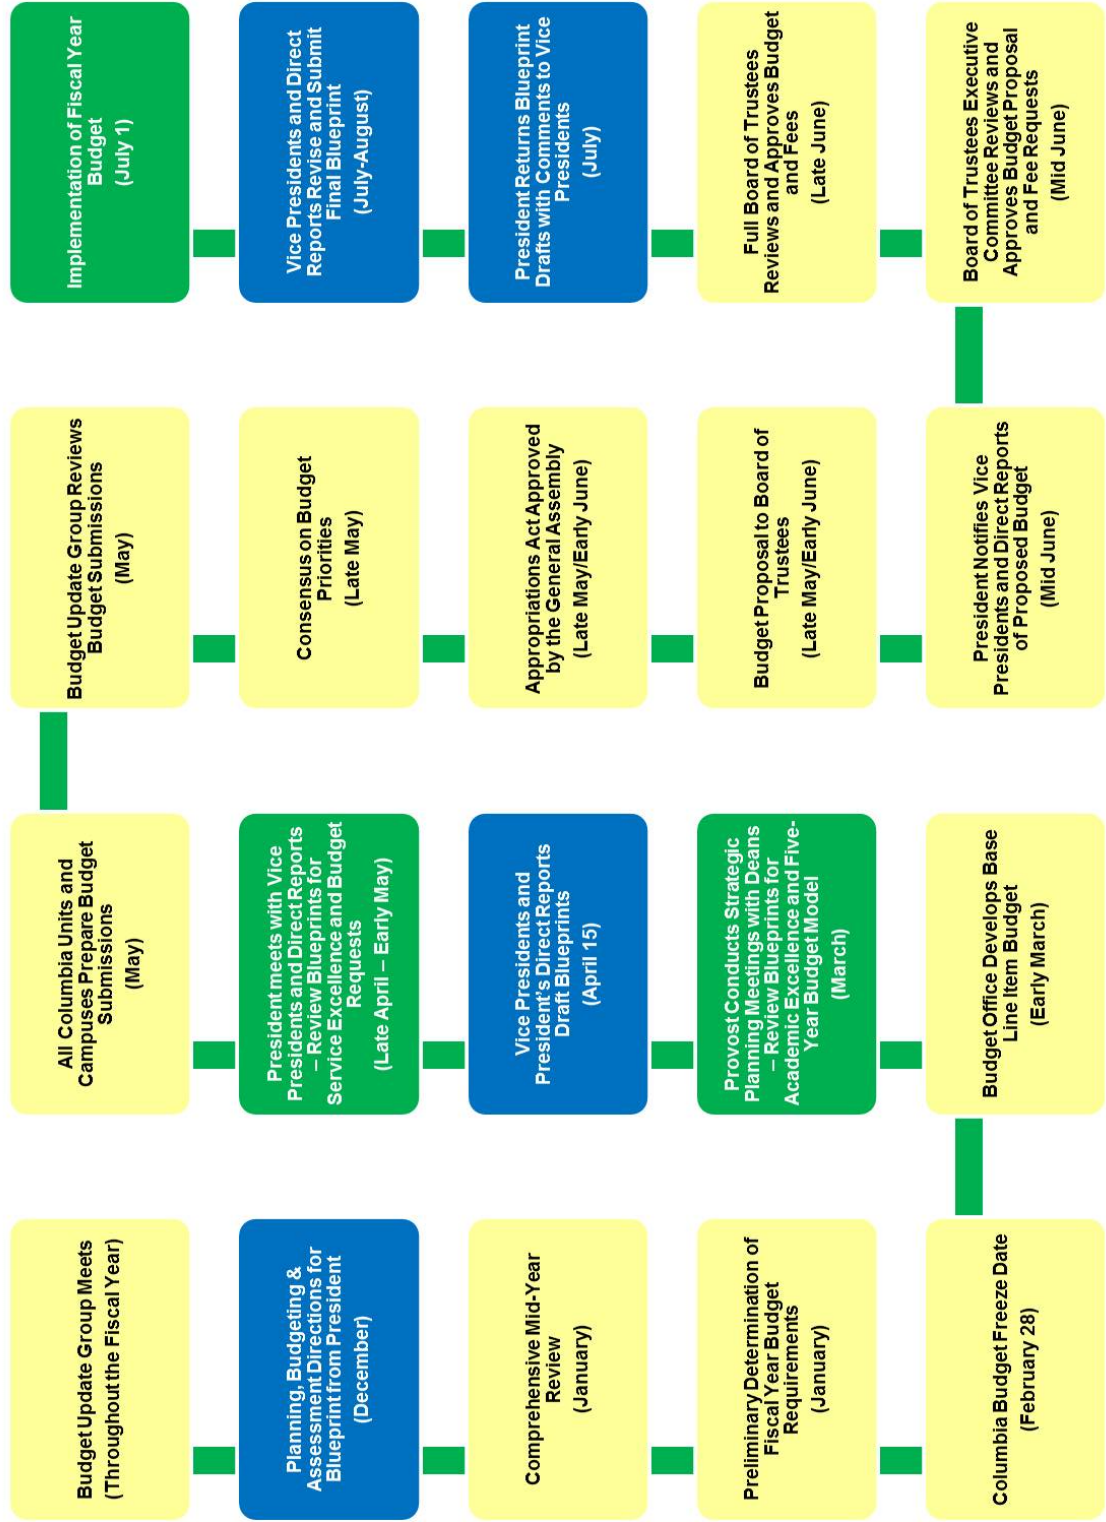 Budget Update Group Meets
(Throughout the Fiscal Year)
Planning, Budgeting &
Assessment Directions for
Blueprint from President
(December)
Comprehensive Mid-Year
Review
(January)
Preliminary Determination of
Fiscal Year Budget
Requirements
(January)
Columbia Budget Freeze Date
(February 28)
Budget Office Develops Base
Line Item Budget
(Early March)
Provost Conducts Strategic
Planning Meetings with Deans
– Review Blueprints for
Academic Excellence and Five-
Year Budget Model
(March)
Vice Presidents and
President's Direct Reports
Draft Blueprints
(April 15)
President meets with Vice
Presidents and Direct Reports
– Review Blueprints for
Service Excellence and Budget
Requests
(Late April – Early May)
All Columbia Units and
Campuses Prepare Budget
Submissions
(May)
Budget Update Group Reviews
Budget Submissions
(May)
Consensus on Budget
Priorities
(Late May)
Appropriations Act Approved
by the General Assembly
(Late May/Early June)
Budget Proposal to Board of
Trustees
(Late May/Early June)
President Notifies Vice
Presidents and Direct Reports
of Proposed Budget
(Mid June)
Board of Trustees Executive
Committee Reviews and
Approves Budget Proposal
and Fee Requests
(Mid June)
Full Board of Trustees
Reviews and Approves Budget
and Fees
(Late June)
President Returns Blueprint
Drafts with Comments to Vice
Presidents
(July)
Vice Presidents and Direct
Reports Revise and Submit
Final Blueprint
(July-August)
Implementation of Fiscal Year
Budget
(July 1)